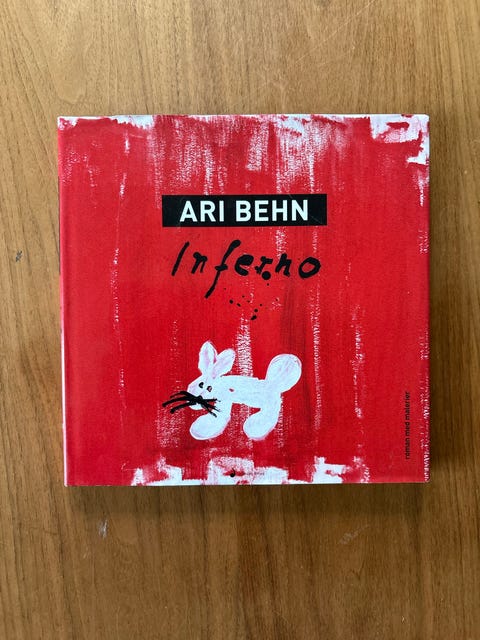 ARI BEHN
Inferno
roman med malerier